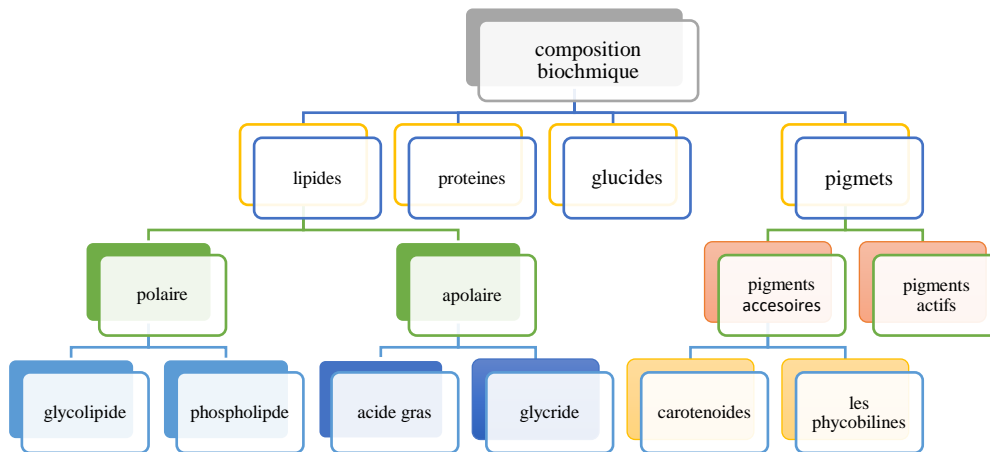 composition
biochmique
lipides
proteines
glucides
pigmets
polaire
apolaire
pigments
accesoires
pigments
actifs
glycolipide
phospholipde
acide gras
glycride
carotenoides
les
phycobilines